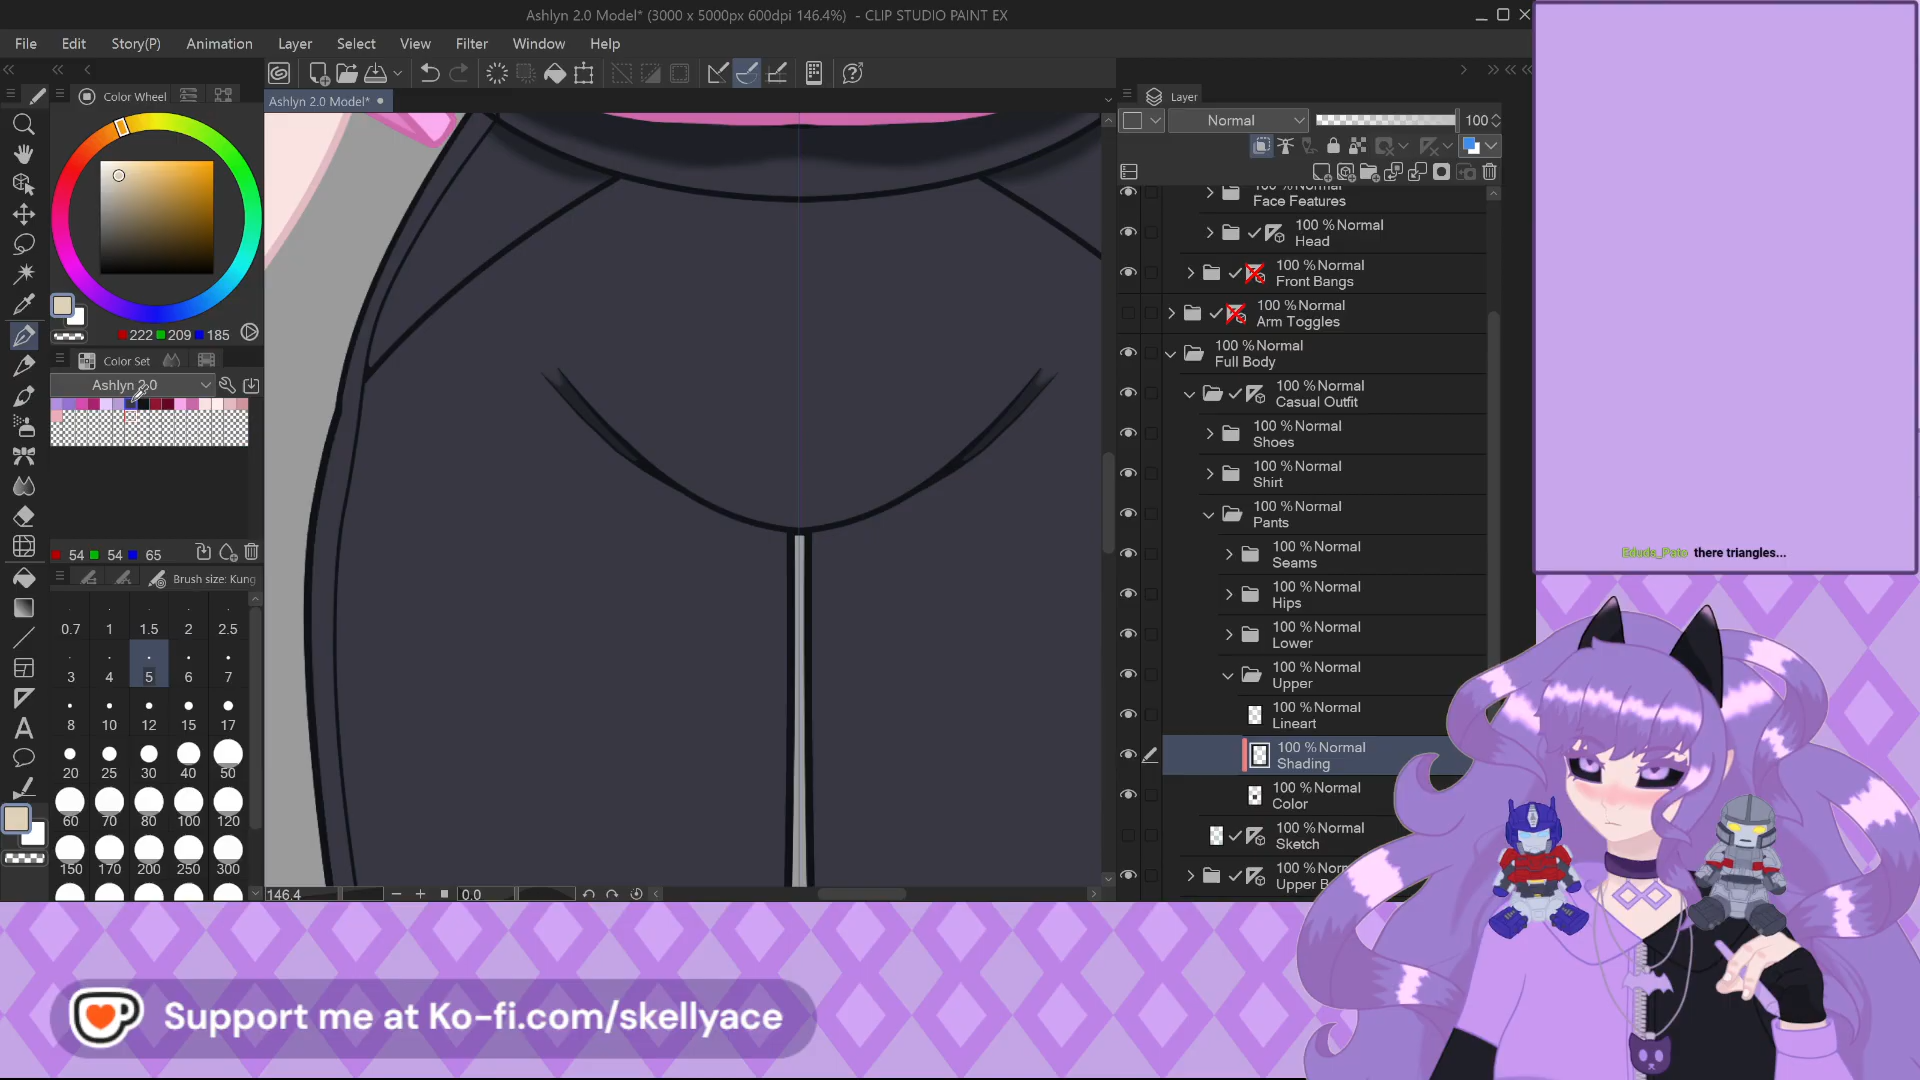 Ashlyn 2.0 Model* (3000 x 5000px 600dpi 146.4%) - CLIP STUDIO PAINT EX
File Edit Story(P) Animation Layer Select View Filter Window Help
Color Wheel
Ashlyn 2.0 Model*
Layer
Normal 100
222 209 185
Color Set
Ashlyn 2.0
54 54 65
Brush size: Kung
0.7 1 1.5 2 2.5
3 4 5 6 7
8 10 12 15 17
20 25 30 40 50
60 70 80 100 120
150 170 200 250 300
146.4 0.0
Face Features
100 %Normal
Head
100 %Normal
Front Bangs
100 %Normal
Arm Toggles
100 %Normal
Full Body
100 %Normal
Casual Outfit
100 %Normal
Shoes
100 %Normal
Shirt
100 %Normal
Pants
100 %Normal
Seams
100 %Normal
Hips
100 %Normal
Lower
100 %Normal
Upper
100 %Normal
Lineart
100 %Normal
Shading
100 %Normal
Color
100 %Normal
Sketch
100 %Normal
Upper B
there triangles...
Support me at Ko-fi.com/skellyace